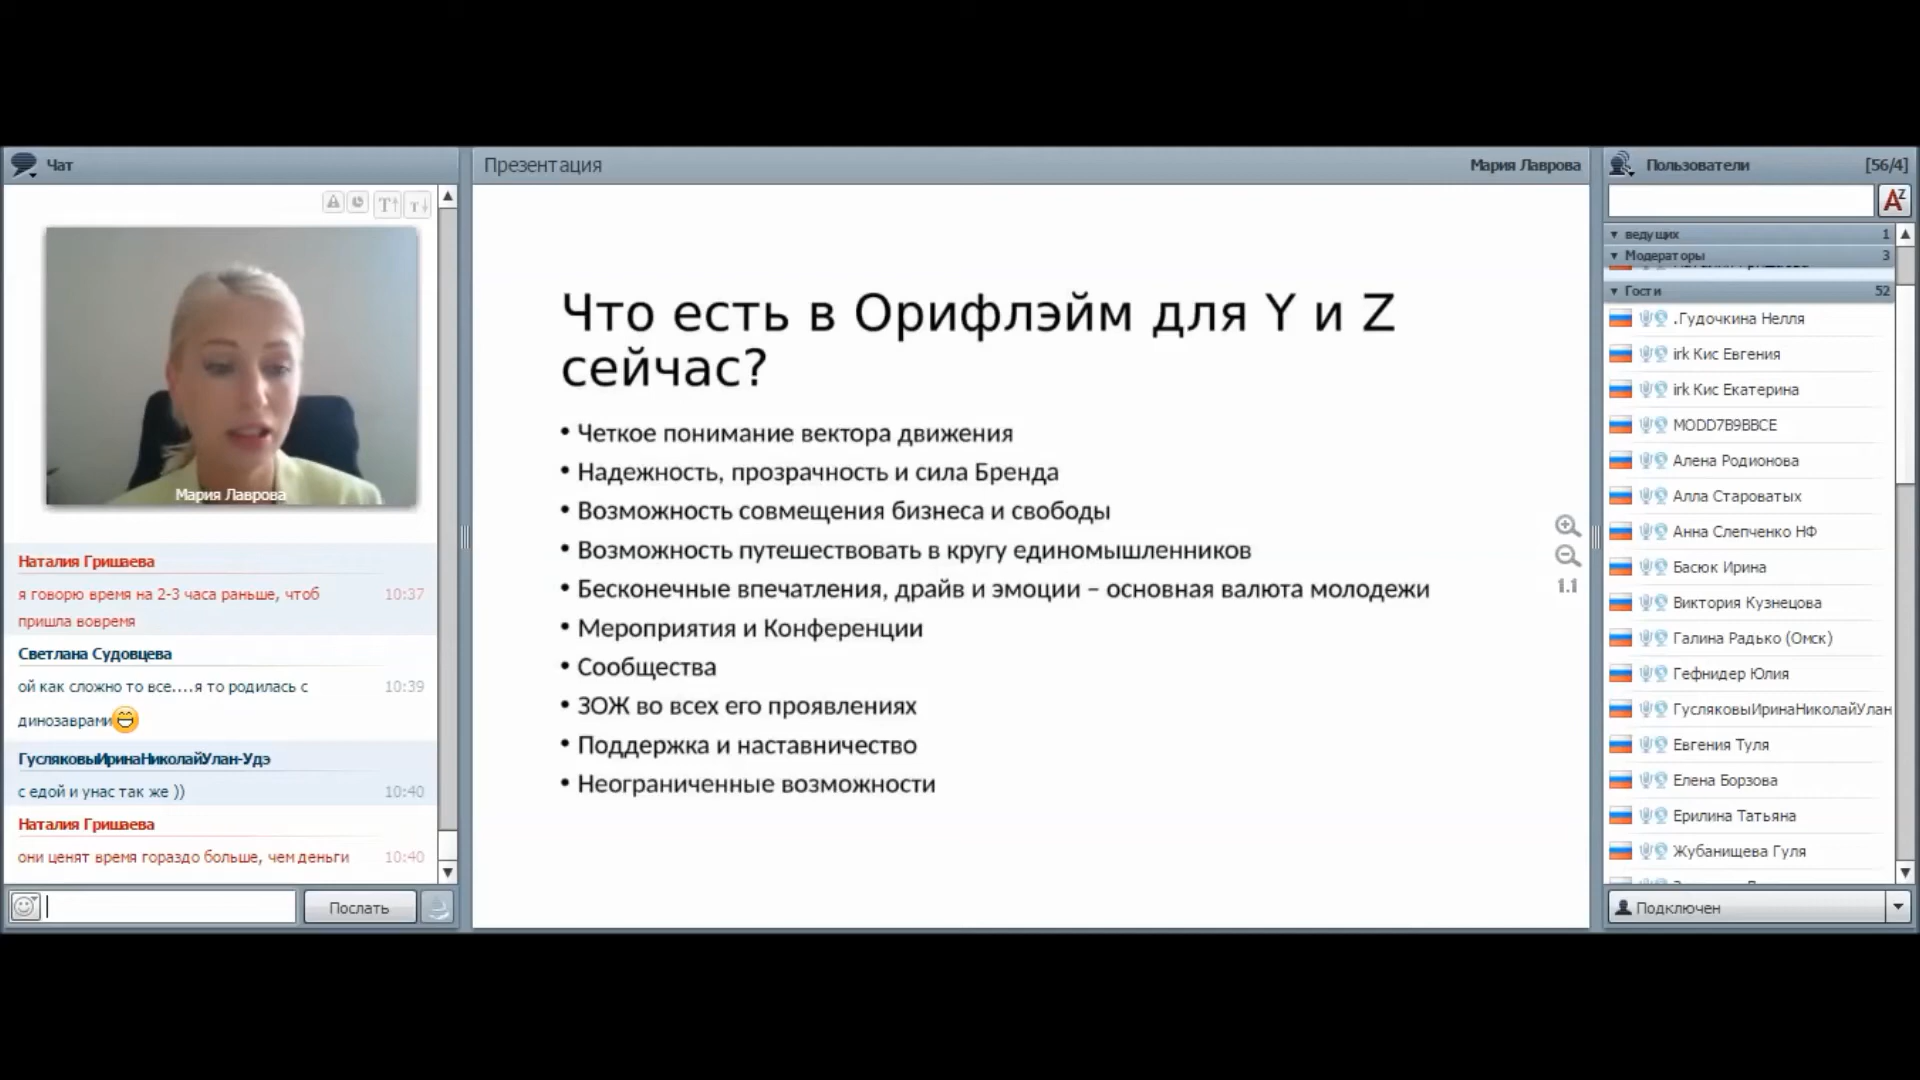 Чат
Мария Лаврова
Наталия Гришаева
я говорю время на 2-3 часа раньше, чтоб 10:37
пришла вовремя
Светлана Судовцева
ой как сложно то все....я то родилась с 10:39
динозаврами
ГусляковыИринаНиколайУлан-Удэ
с едой и унас так же )) 10:40
Наталия Гришаева
они ценят время гораздо больше, чем деньги 10:40
Послать
Презентация Мария Лаврова
Что есть в Орифлэйм для Y и Z
сейчас?
• Четкое понимание вектора движения
• Надежность, прозрачность и сила Бренда
• Возможность совмещения бизнеса и свободы
• Возможность путешествовать в кругу единомышленников
• Бесконечные впечатления, драйв и эмоции – основная валюта молодежи
• Мероприятия и Конференции
• Сообщества
• ЗОЖ во всех его проявлениях
• Поддержка и наставничество
• Неограниченные возможности
1.1
Пользователи [56/4]
AZ
ведущих 1
Модераторы 3
Гости 52
.Гудочкина Нелля
irk Кис Евгения
irk Кис Екатерина
MODD7B9BBCE
Алена Родионова
Алла Староватых
Анна Слепченко НФ
Басюк Ирина
Виктория Кузнецова
Галина Радько (Омск)
Гефнидер Юлия
ГусляковыИринаНиколайУлан
Евгения Туля
Елена Борзова
Ерилина Татьяна
Жубанищева Гуля
Подключен